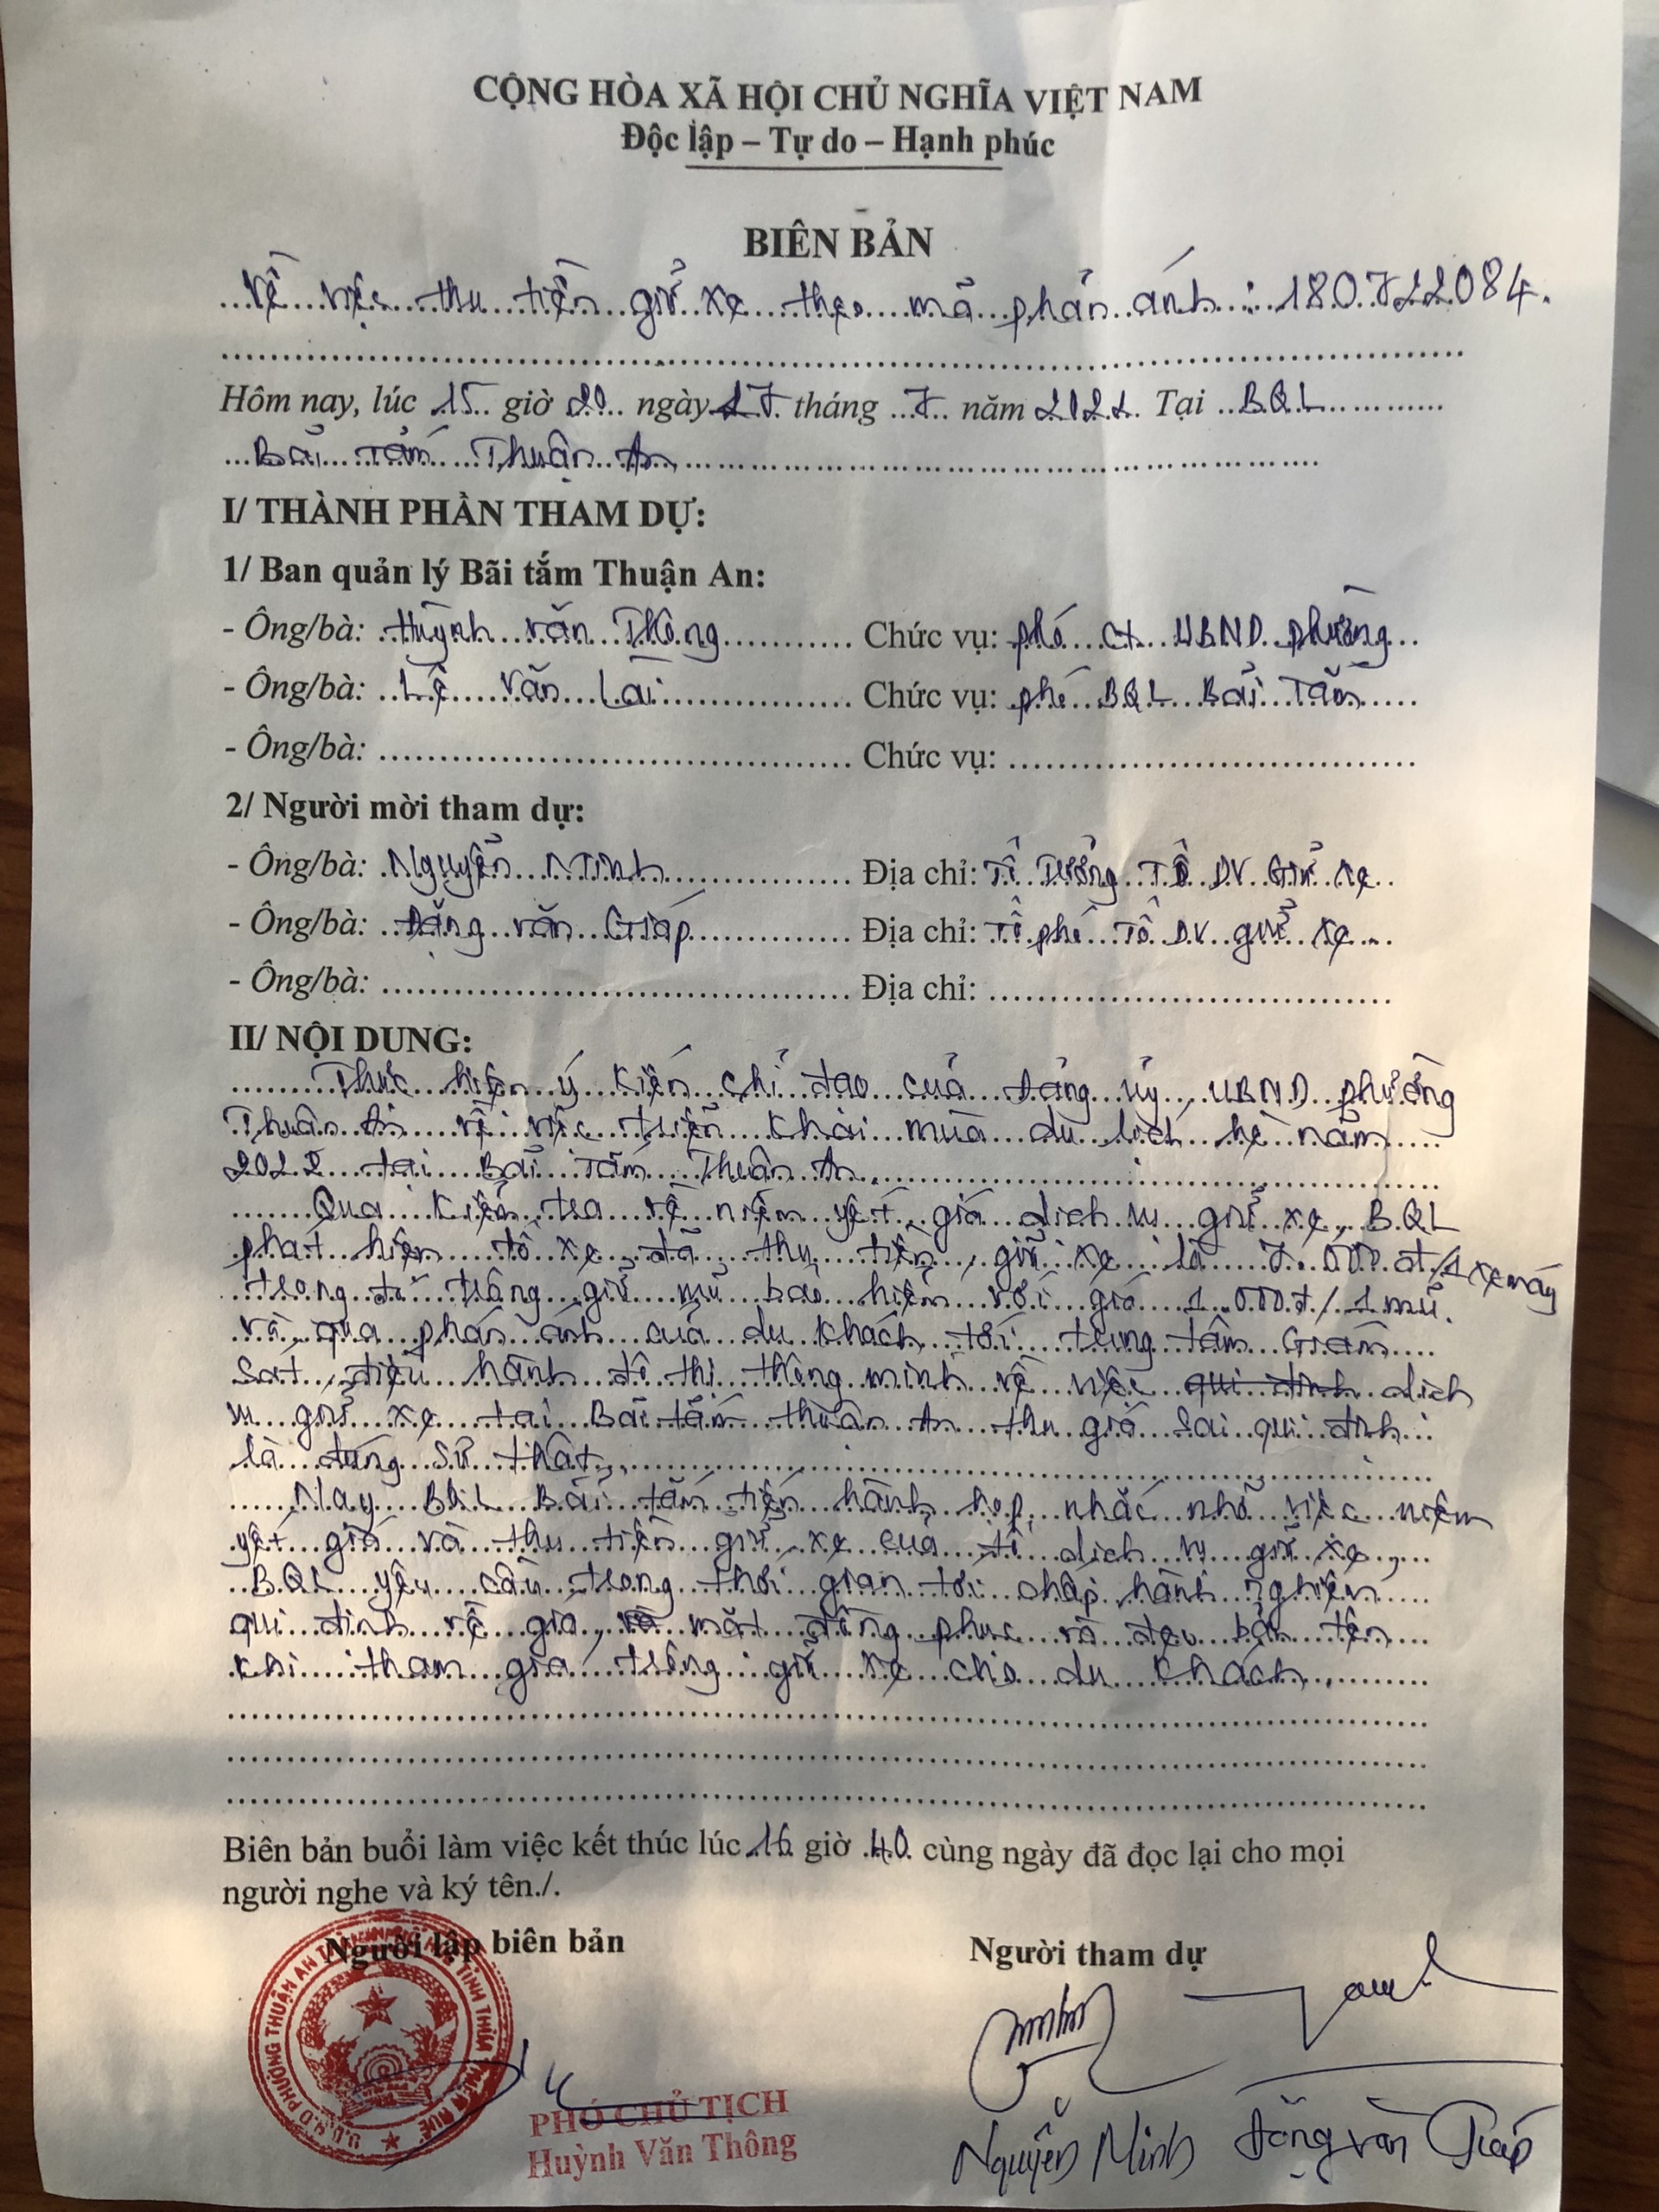 CỘNG HÒA XÃ HỘI CHỦ NGHĨA VIỆT NAM
Độc lập – Tự do – Hạnh phúc
BIÊN BẢN
Về việc thu tiền giữ xe theo mã phản ánh : 180722084.
Hôm nay, lúc 15 giờ 20 ngày 27 tháng 7 năm 2022 Tại BQL
Bãi Tắm Thuận An
I/ THÀNH PHẦN THAM DỰ:
1/ Ban quản lý Bãi tắm Thuận An:
- Ông/bà: Huỳnh văn Thông Chức vụ: phó CT UBND phường
- Ông/bà: Lê Văn Lai Chức vụ: phó BQL Bãi Tắm
- Ông/bà: Chức vụ:
2/ Người mời tham dự:
- Ông/bà: Nguyễn Minh Địa chỉ: Tổ Trưởng Tổ DV Giữ xe
- Ông/bà: Đặng văn Giáp Địa chỉ: Tổ phó Tổ DV giữ xe
- Ông/bà: Địa chỉ:
II/ NỘI DUNG:
Thực hiện ý kiến chỉ đạo của Đảng ủy, UBND phường
Thuận An về việc triển khai mùa du lịch hè năm
2022 tại Bãi Tắm Thuận An.
Qua kiểm tra về niêm yết giá dịch vụ giữ xe, BQL
phát hiện tổ xe đã thu tiền giữ xe là 7.000đ/1 xe máy
trong đó trông giữ mũ bảo hiểm với giá 1.000đ/1 mũ.
và qua phản ánh của du khách tới trung tâm Giám
sát, điều hành đô thị thông minh về việc qui định dịch
vụ giữ xe tại Bãi tắm thuận An thu giá sai qui định
là đúng sự thật.
Nay BQL Bãi tắm tiến hành họp, nhắc nhở việc niêm
yết giá và thu tiền giữ xe của tổ dịch vụ giữ xe,
BQL yêu cầu trong thời gian tới chấp hành nghiêm
qui định về giá, và mặt đồng phục và đeo bản tên
khi tham gia trông giữ xe cho du khách.
Biên bản buổi làm việc kết thúc lúc 16 giờ 40 cùng ngày đã đọc lại cho mọi
người nghe và ký tên./.
Người lập biên bản Người tham dự
PHÓ CHỦ TỊCH
Huỳnh Văn Thông
Nguyễn Minh Đặng văn Giáp